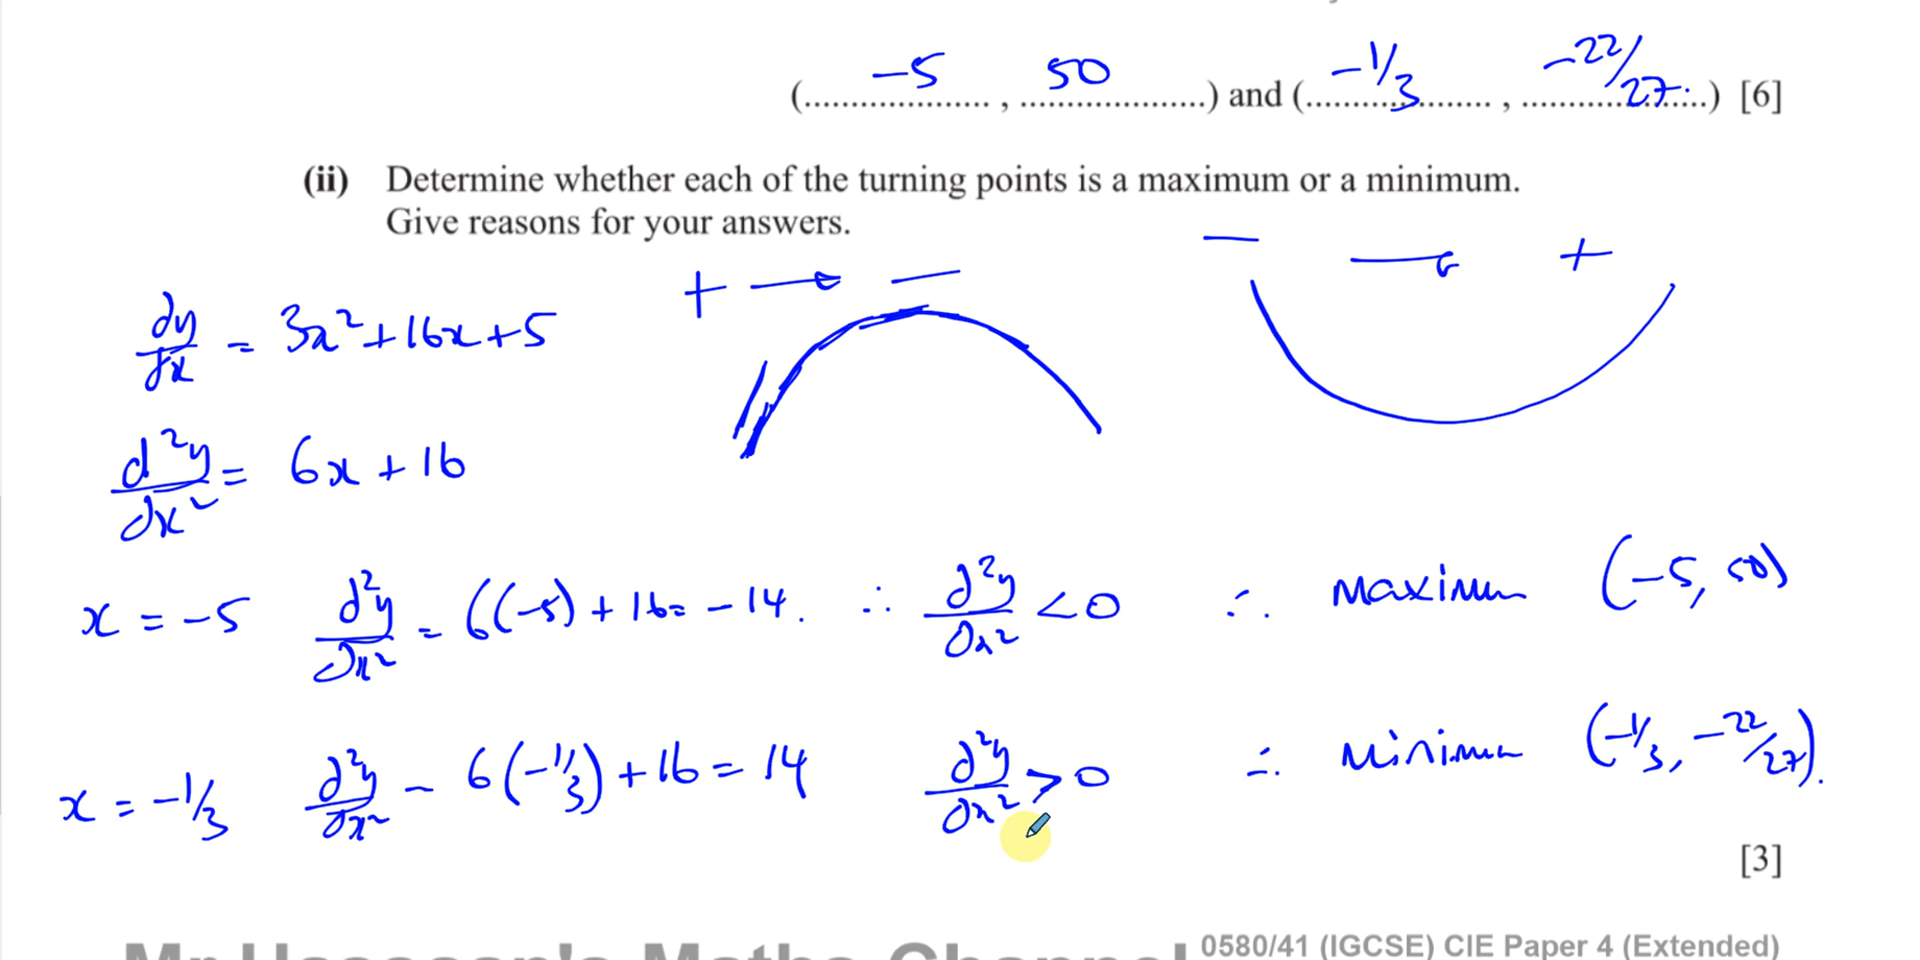 (....-5...., ....50....) and (....-1/3...., ....-22/27....) [6]
(ii) Determine whether each of the turning points is a maximum or a minimum.
Give reasons for your answers.
+ → − − → +
dy/dx = 3x²+16x+5
d²y/dx² = 6x + 16
x = -5 d²y/dx² = 6(-5)+16= -14. ∴ d²y/dx² <0 ∴ Maximum (-5, 50)
x = -1/3 d²y/dx² - 6(-1/3)+16 = 14 d²y/dx² > 0 ∴ Minimum (-1/3, -22/27).
[3]
0580/41 (IGCSE) CIE Paper 4 (Extended)